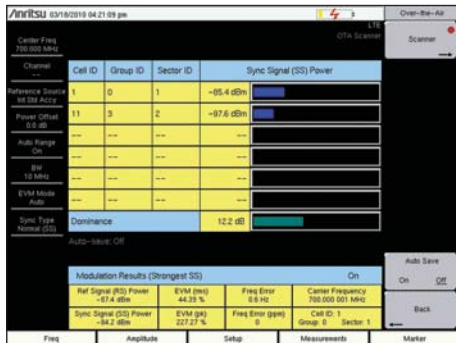 Anritsu 03/18/2010 04:21:09 pm
Over-the-Air
LTE
OTA Scanner
Scanner
Center Freq
700.000 MHz
Channel
--
Reference Source
Int Std Accy
Power Offset
0.0 dB
Auto Range
On
BW
10 MHz
EVM Mode
Auto
Sync Type
Normal (SS)
Cell ID Group ID Sector ID Sync Signal (SS) Power
1 0 1 -85.4 dBm
11 3 2 -97.6 dBm
-- -- -- --
-- -- -- --
-- -- -- --
-- -- -- --
Dominance 12.2 dB
Auto-save: Off
Modulation Results (Strongest SS) On
Ref Signal (RS) Power
-87.4 dBm
EVM (rms)
44.39 %
Freq Error
0.6 Hz
Carrier Frequency
700.000 001 MHz
Sync Signal (SS) Power
-84.2 dBm
EVM (pk)
227.27 %
Freq Error (ppm)
0
Cell ID: 1
Group: 0 Sector: 1
Auto Save
On Off
Back
Freq Amplitude Setup Measurements Marker